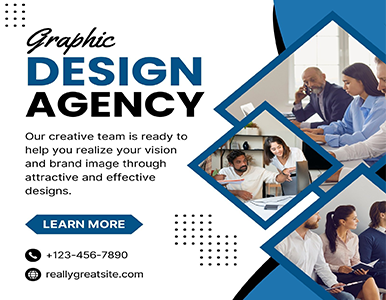 Graphic
DESIGN
AGENCY
Our creative team is ready to
help you realize your vision
and brand image through
attractive and effective
designs.
LEARN MORE
+123-456-7890
reallygreatsite.com